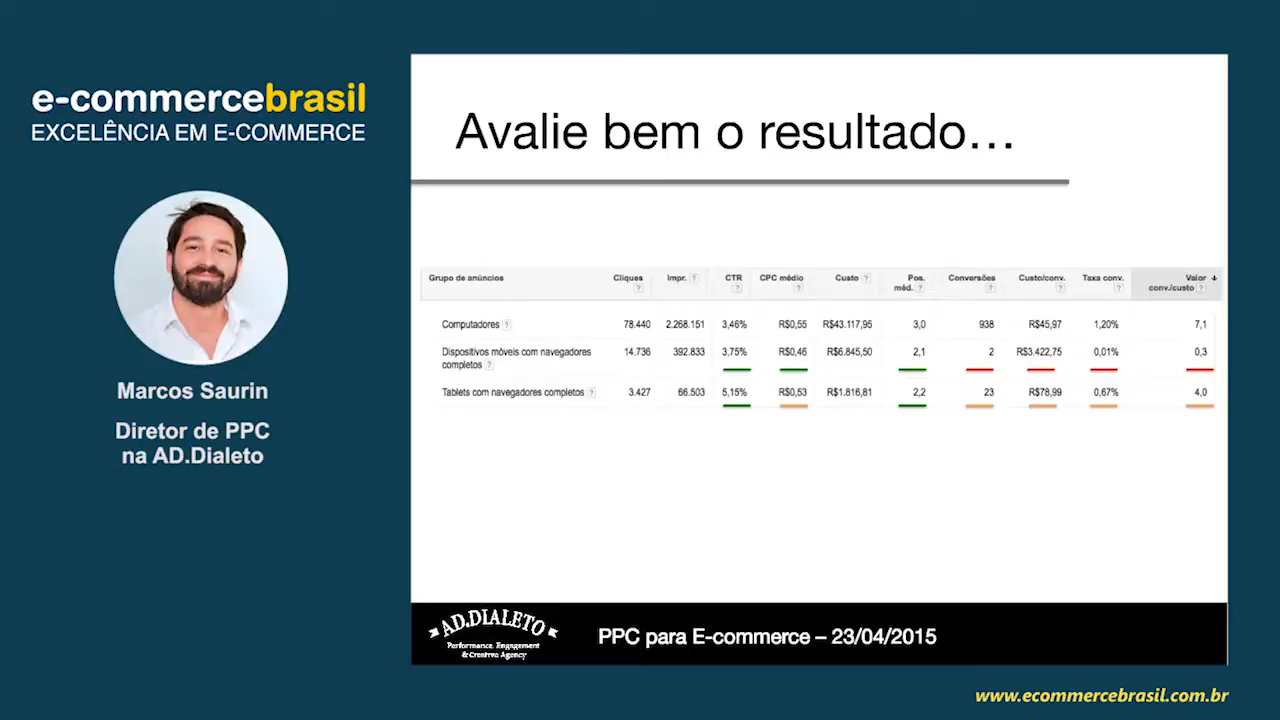 e-commercebrasil
EXCELÊNCIA EM E-COMMERCE
Marcos Saurin
Diretor de PPC
na AD.Dialeto
Avalie bem o resultado...
Grupo de anúncios Cliques ? Impr. ? CTR ? CPC médio ? Custo ? Pos. méd. ? Conversões ? Custo/conv. ? Taxa conv. ? Valor conv./custo ? ↓
Computadores ? 78.440 2.268.151 3,46% R$0,55 R$43.117,95 3,0 938 R$45,97 1,20% 7,1
Dispositivos móveis com navegadores 14.736 392.833 3,75% R$0,46 R$6.845,50 2,1 2 R$3.422,75 0,01% 0,3
completos ?
Tablets com navegadores completos ? 3.427 66.503 5,15% R$0,53 R$1.816,81 2,2 23 R$78,99 0,67% 4,0
AD.DIALETO
Performance, Engagement
& Creative Agency
PPC para E-commerce – 23/04/2015
www.ecommercebrasil.com.br